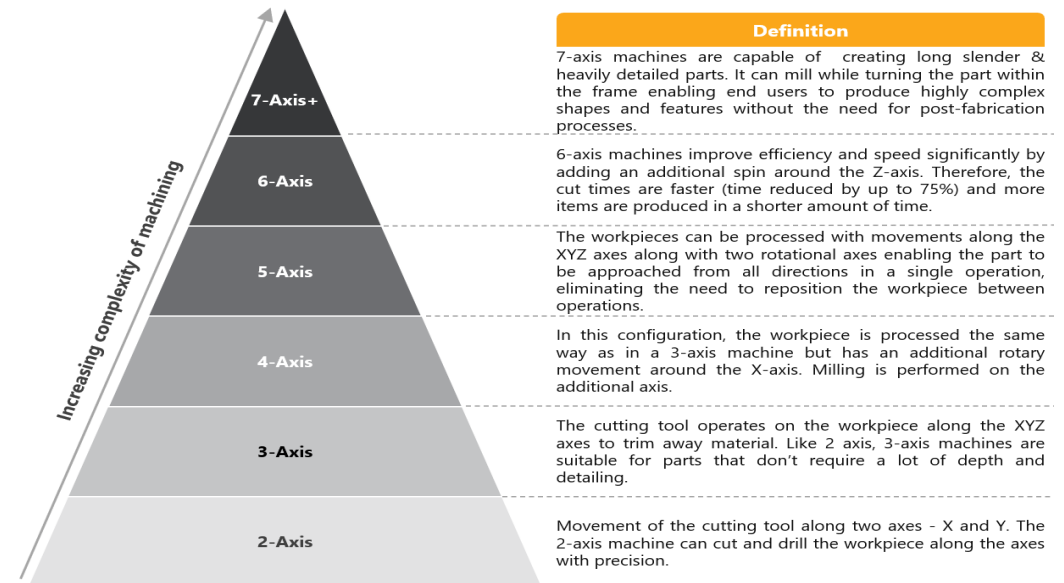 Increasing complexity of machining
Definition
7-Axis+
7-axis machines are capable of creating long slender &
heavily detailed parts. It can mill while turning the part within
the frame enabling end users to produce highly complex
shapes and features without the need for post-fabrication
processes.
6-Axis
6-axis machines improve efficiency and speed significantly by
adding an additional spin around the Z-axis. Therefore, the
cut times are faster (time reduced by up to 75%) and more
items are produced in a shorter amount of time.
5-Axis
The workpieces can be processed with movements along the
XYZ axes along with two rotational axes enabling the part to
be approached from all directions in a single operation,
eliminating the need to reposition the workpiece between
operations.
4-Axis
In this configuration, the workpiece is processed the same
way as in a 3-axis machine but has an additional rotary
movement around the X-axis. Milling is performed on the
additional axis.
3-Axis
The cutting tool operates on the workpiece along the XYZ
axes to trim away material. Like 2 axis, 3-axis machines are
suitable for parts that don’t require a lot of depth and
detailing.
2-Axis
Movement of the cutting tool along two axes - X and Y. The
2-axis machine can cut and drill the workpiece along the axes
with precision.